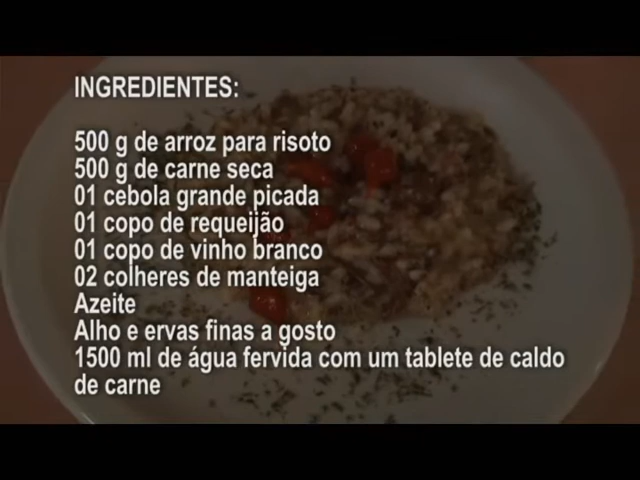 INGREDIENTES:
500 g de arroz para risoto
500 g de carne seca
01 cebola grande picada
01 copo de requeijão
01 copo de vinho branco
02 colheres de manteiga
Azeite
Alho e ervas finas a gosto
1500 ml de água fervida com um tablete de caldo
de carne